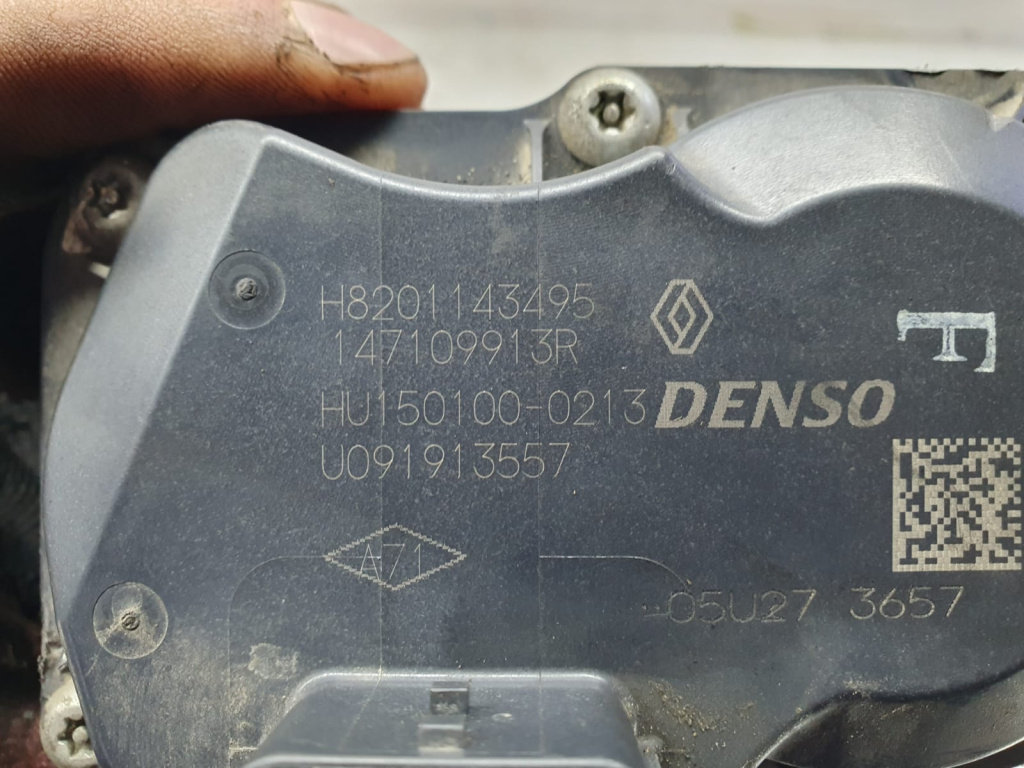 H8201143495
147109913R
HU150100-0213
DENSO
U091913557
F
A71
05U27 3657